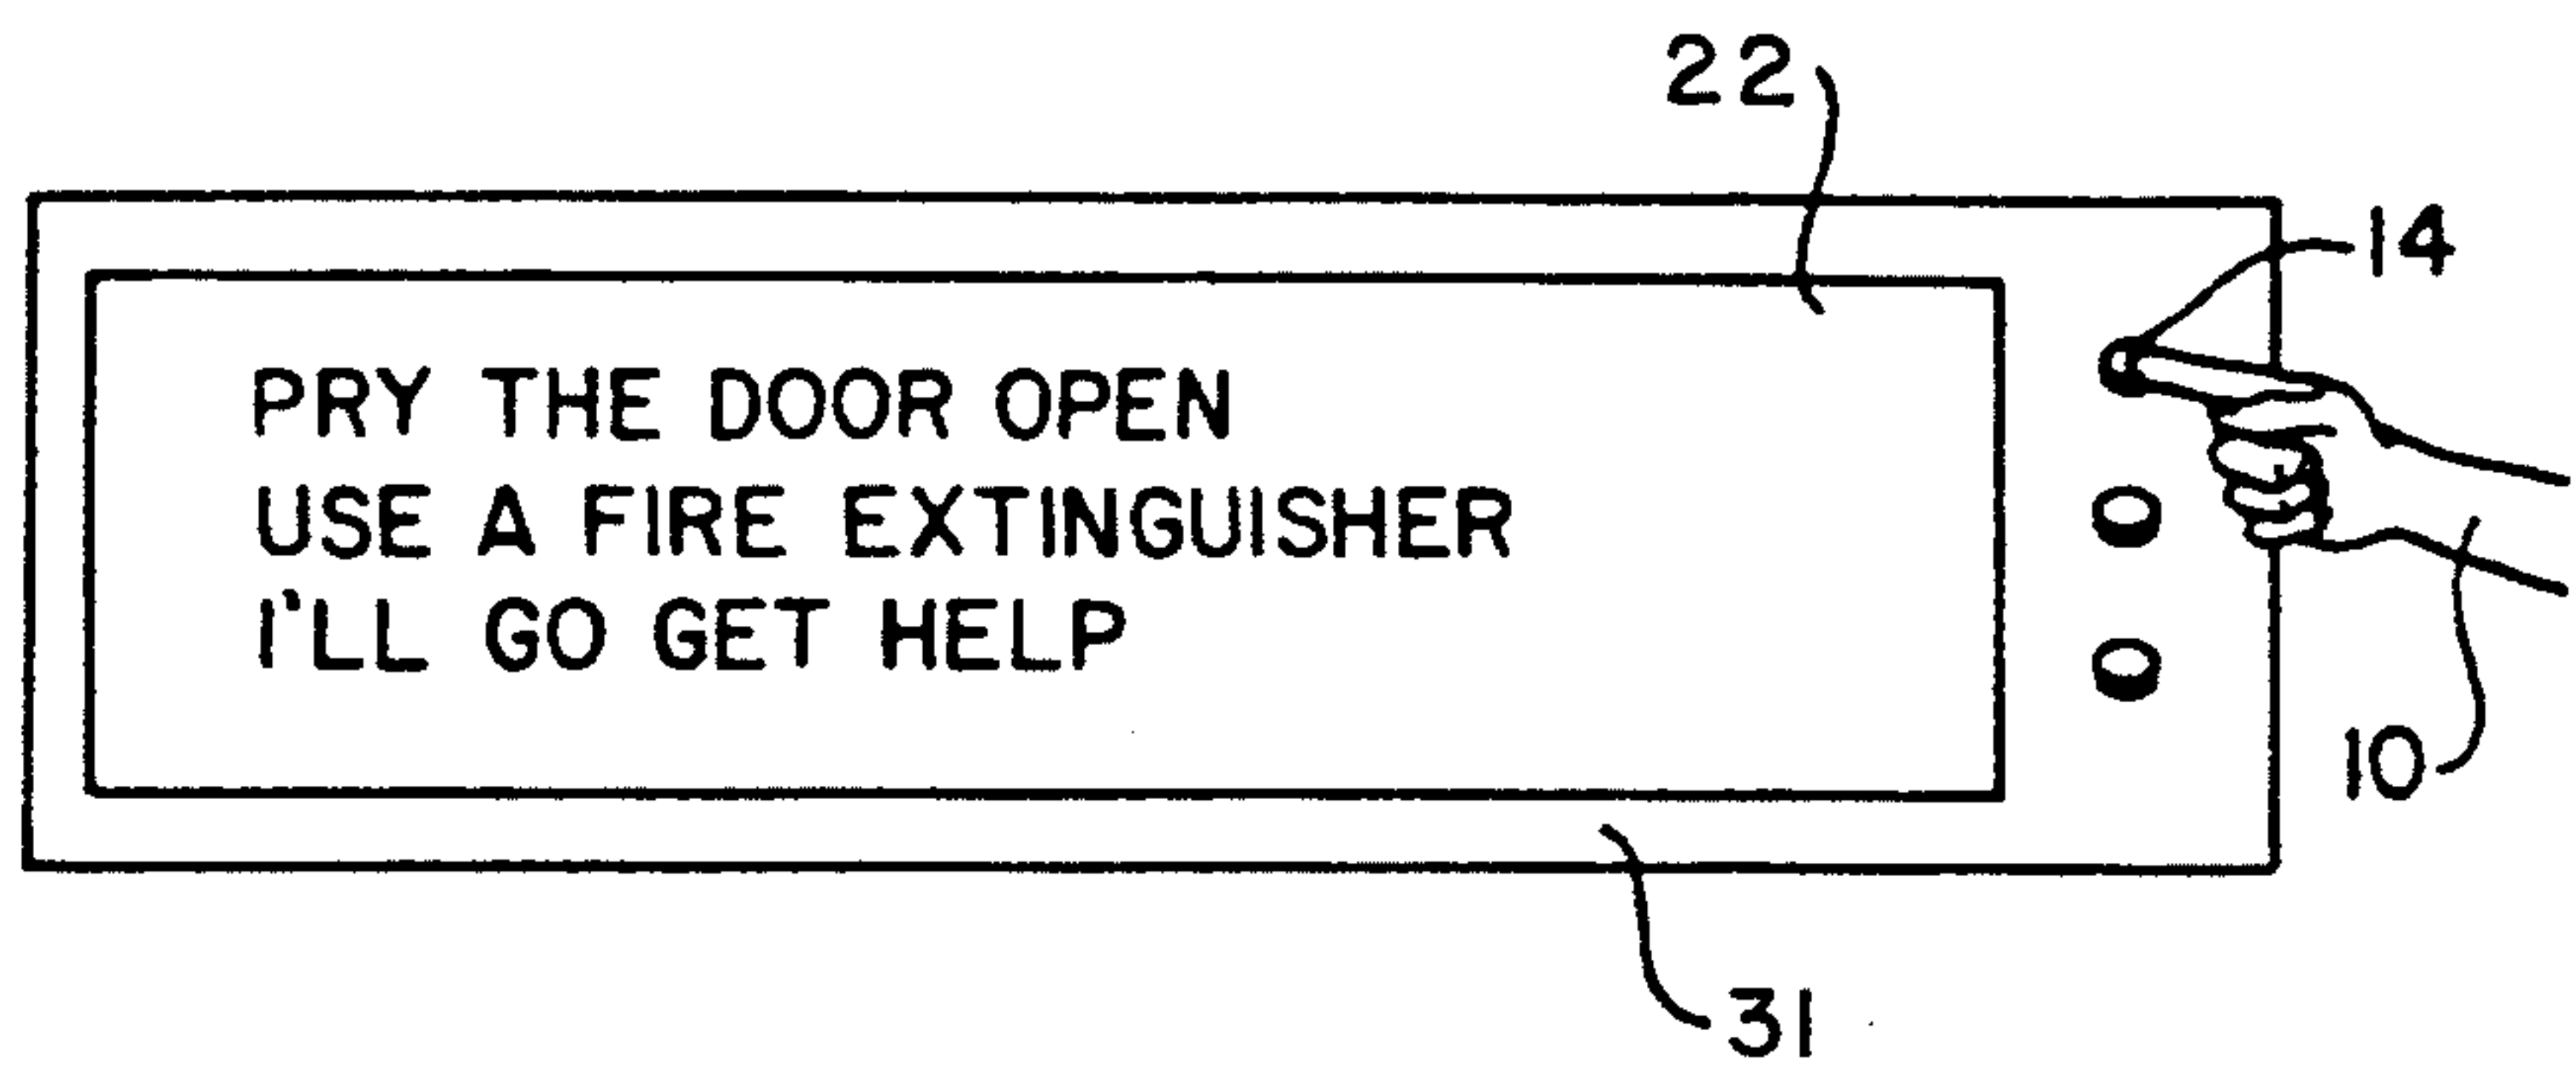 22
14
PRY THE DOOR OPEN
USE A FIRE EXTINGUISHER
I'LL GO GET HELP
10
31